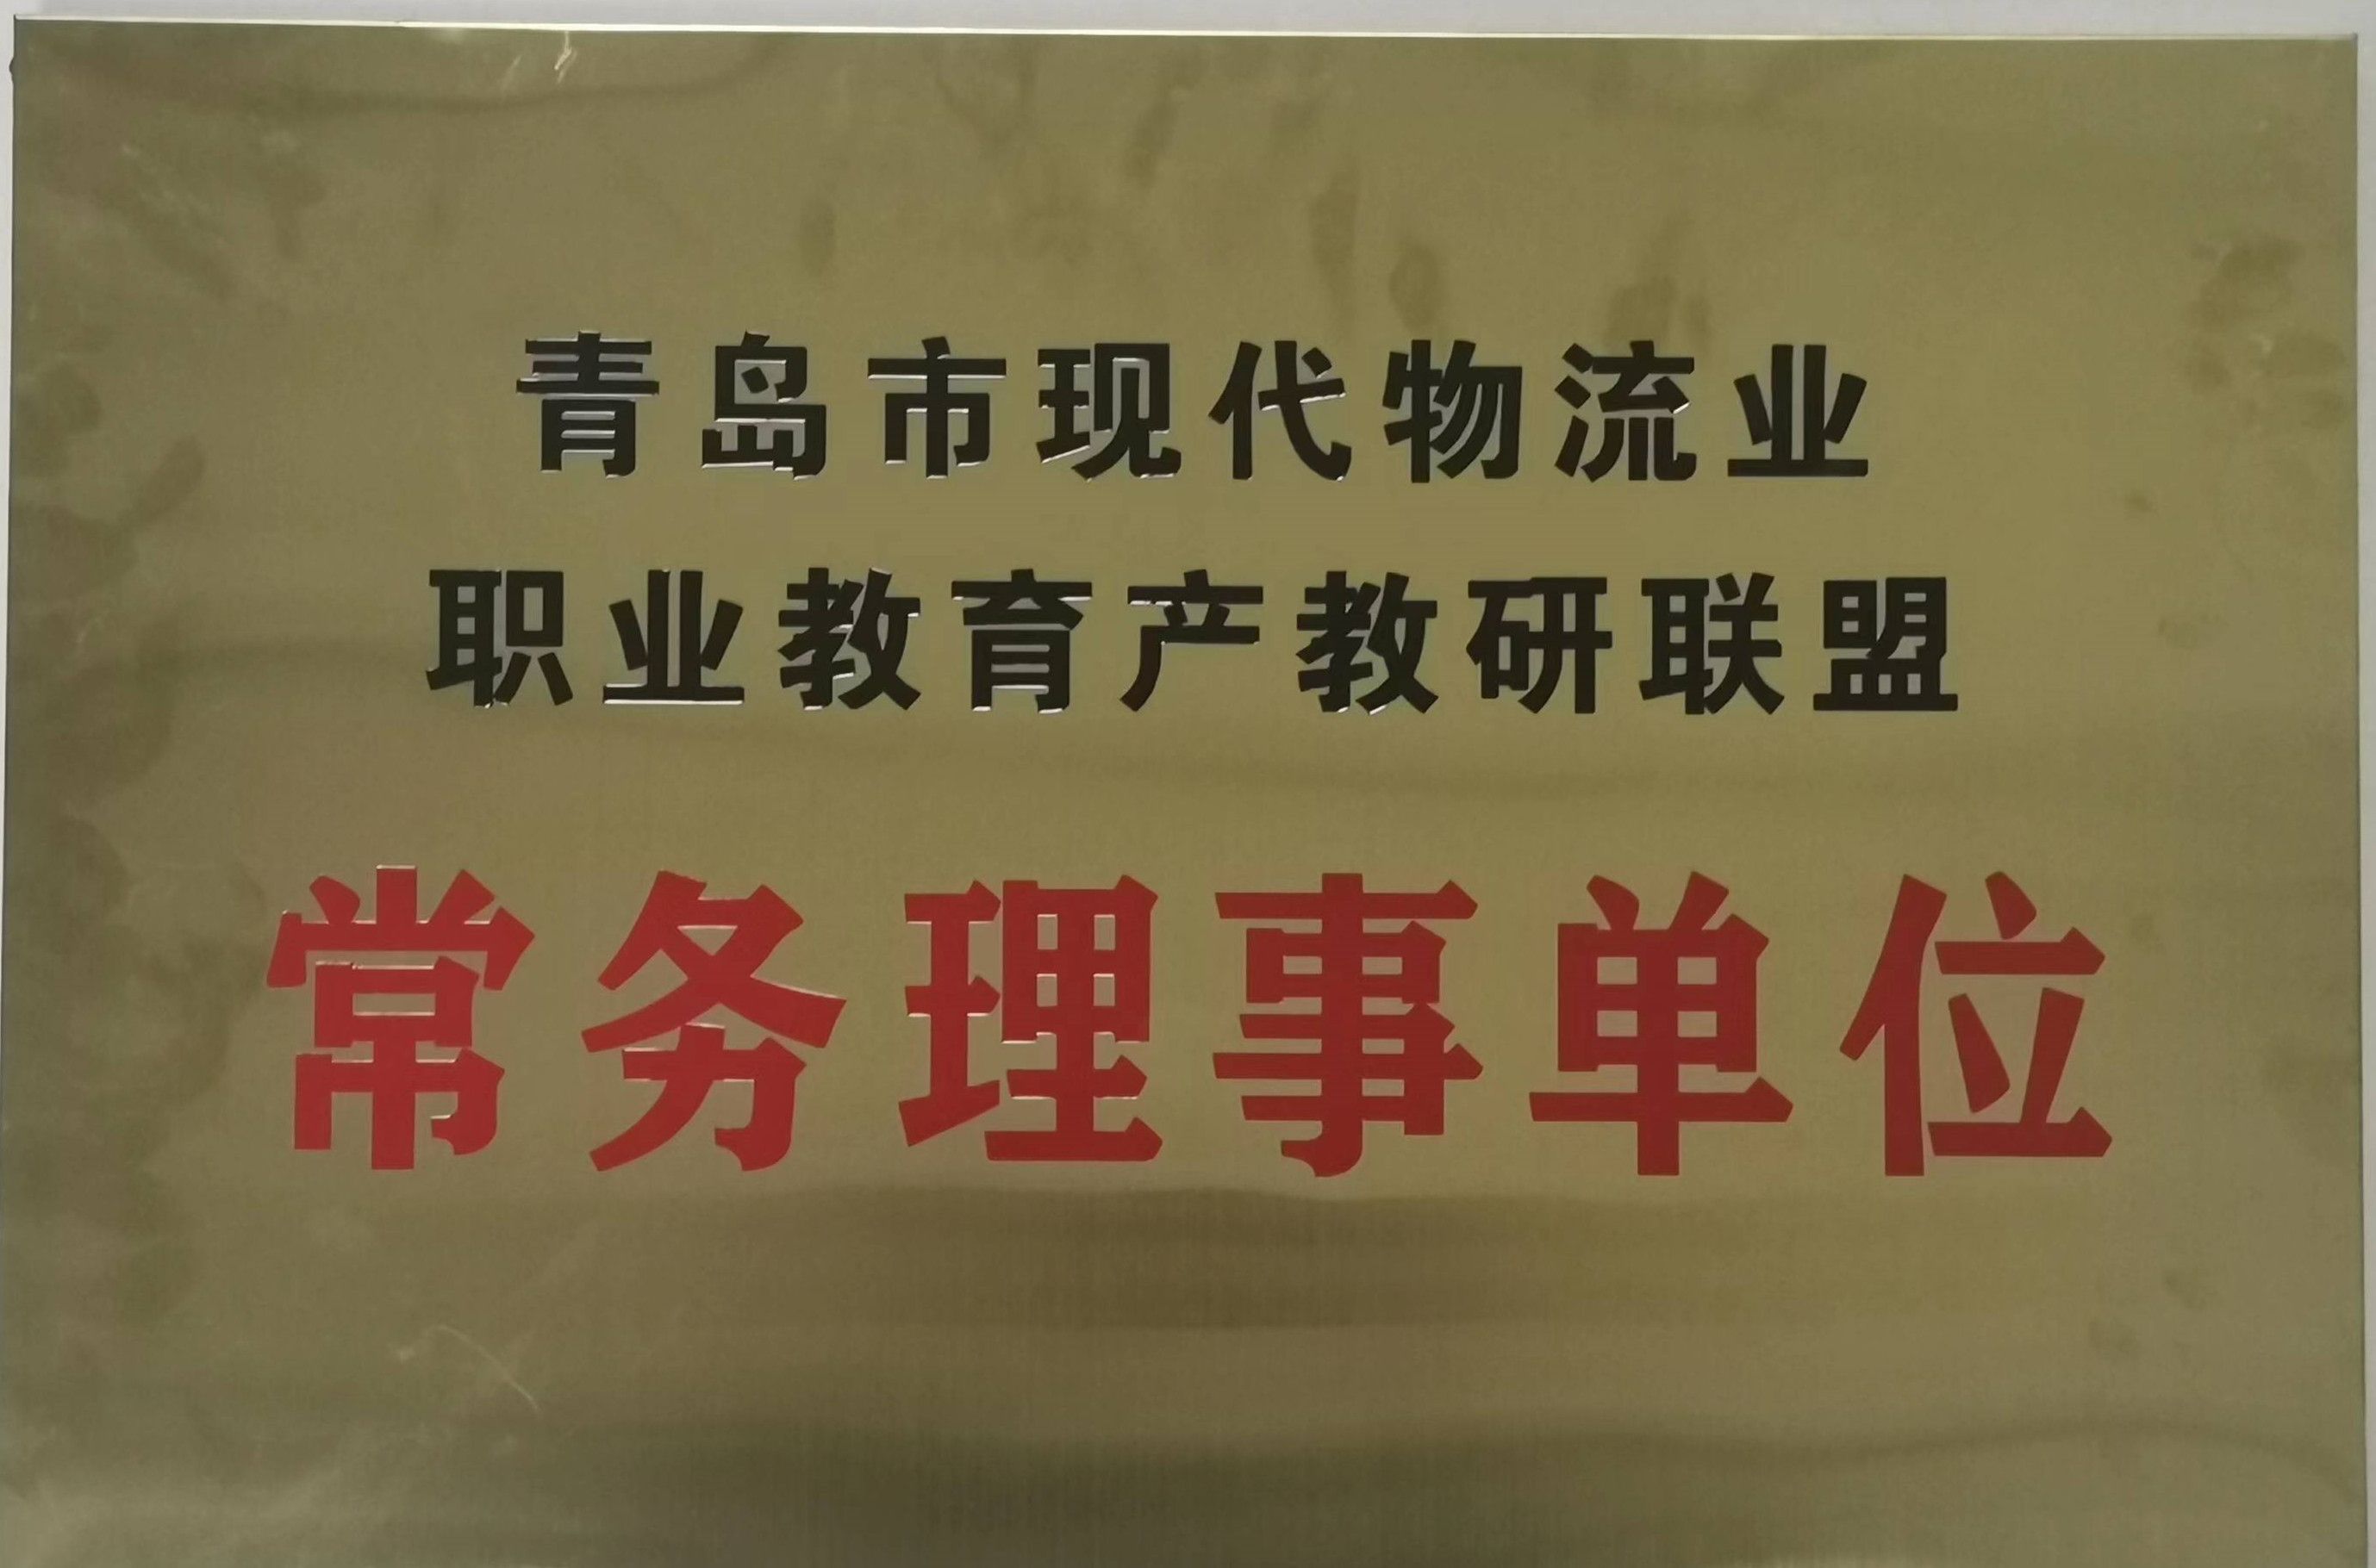 青岛市现代物流业
职业教育产教研联盟
常务理事单位